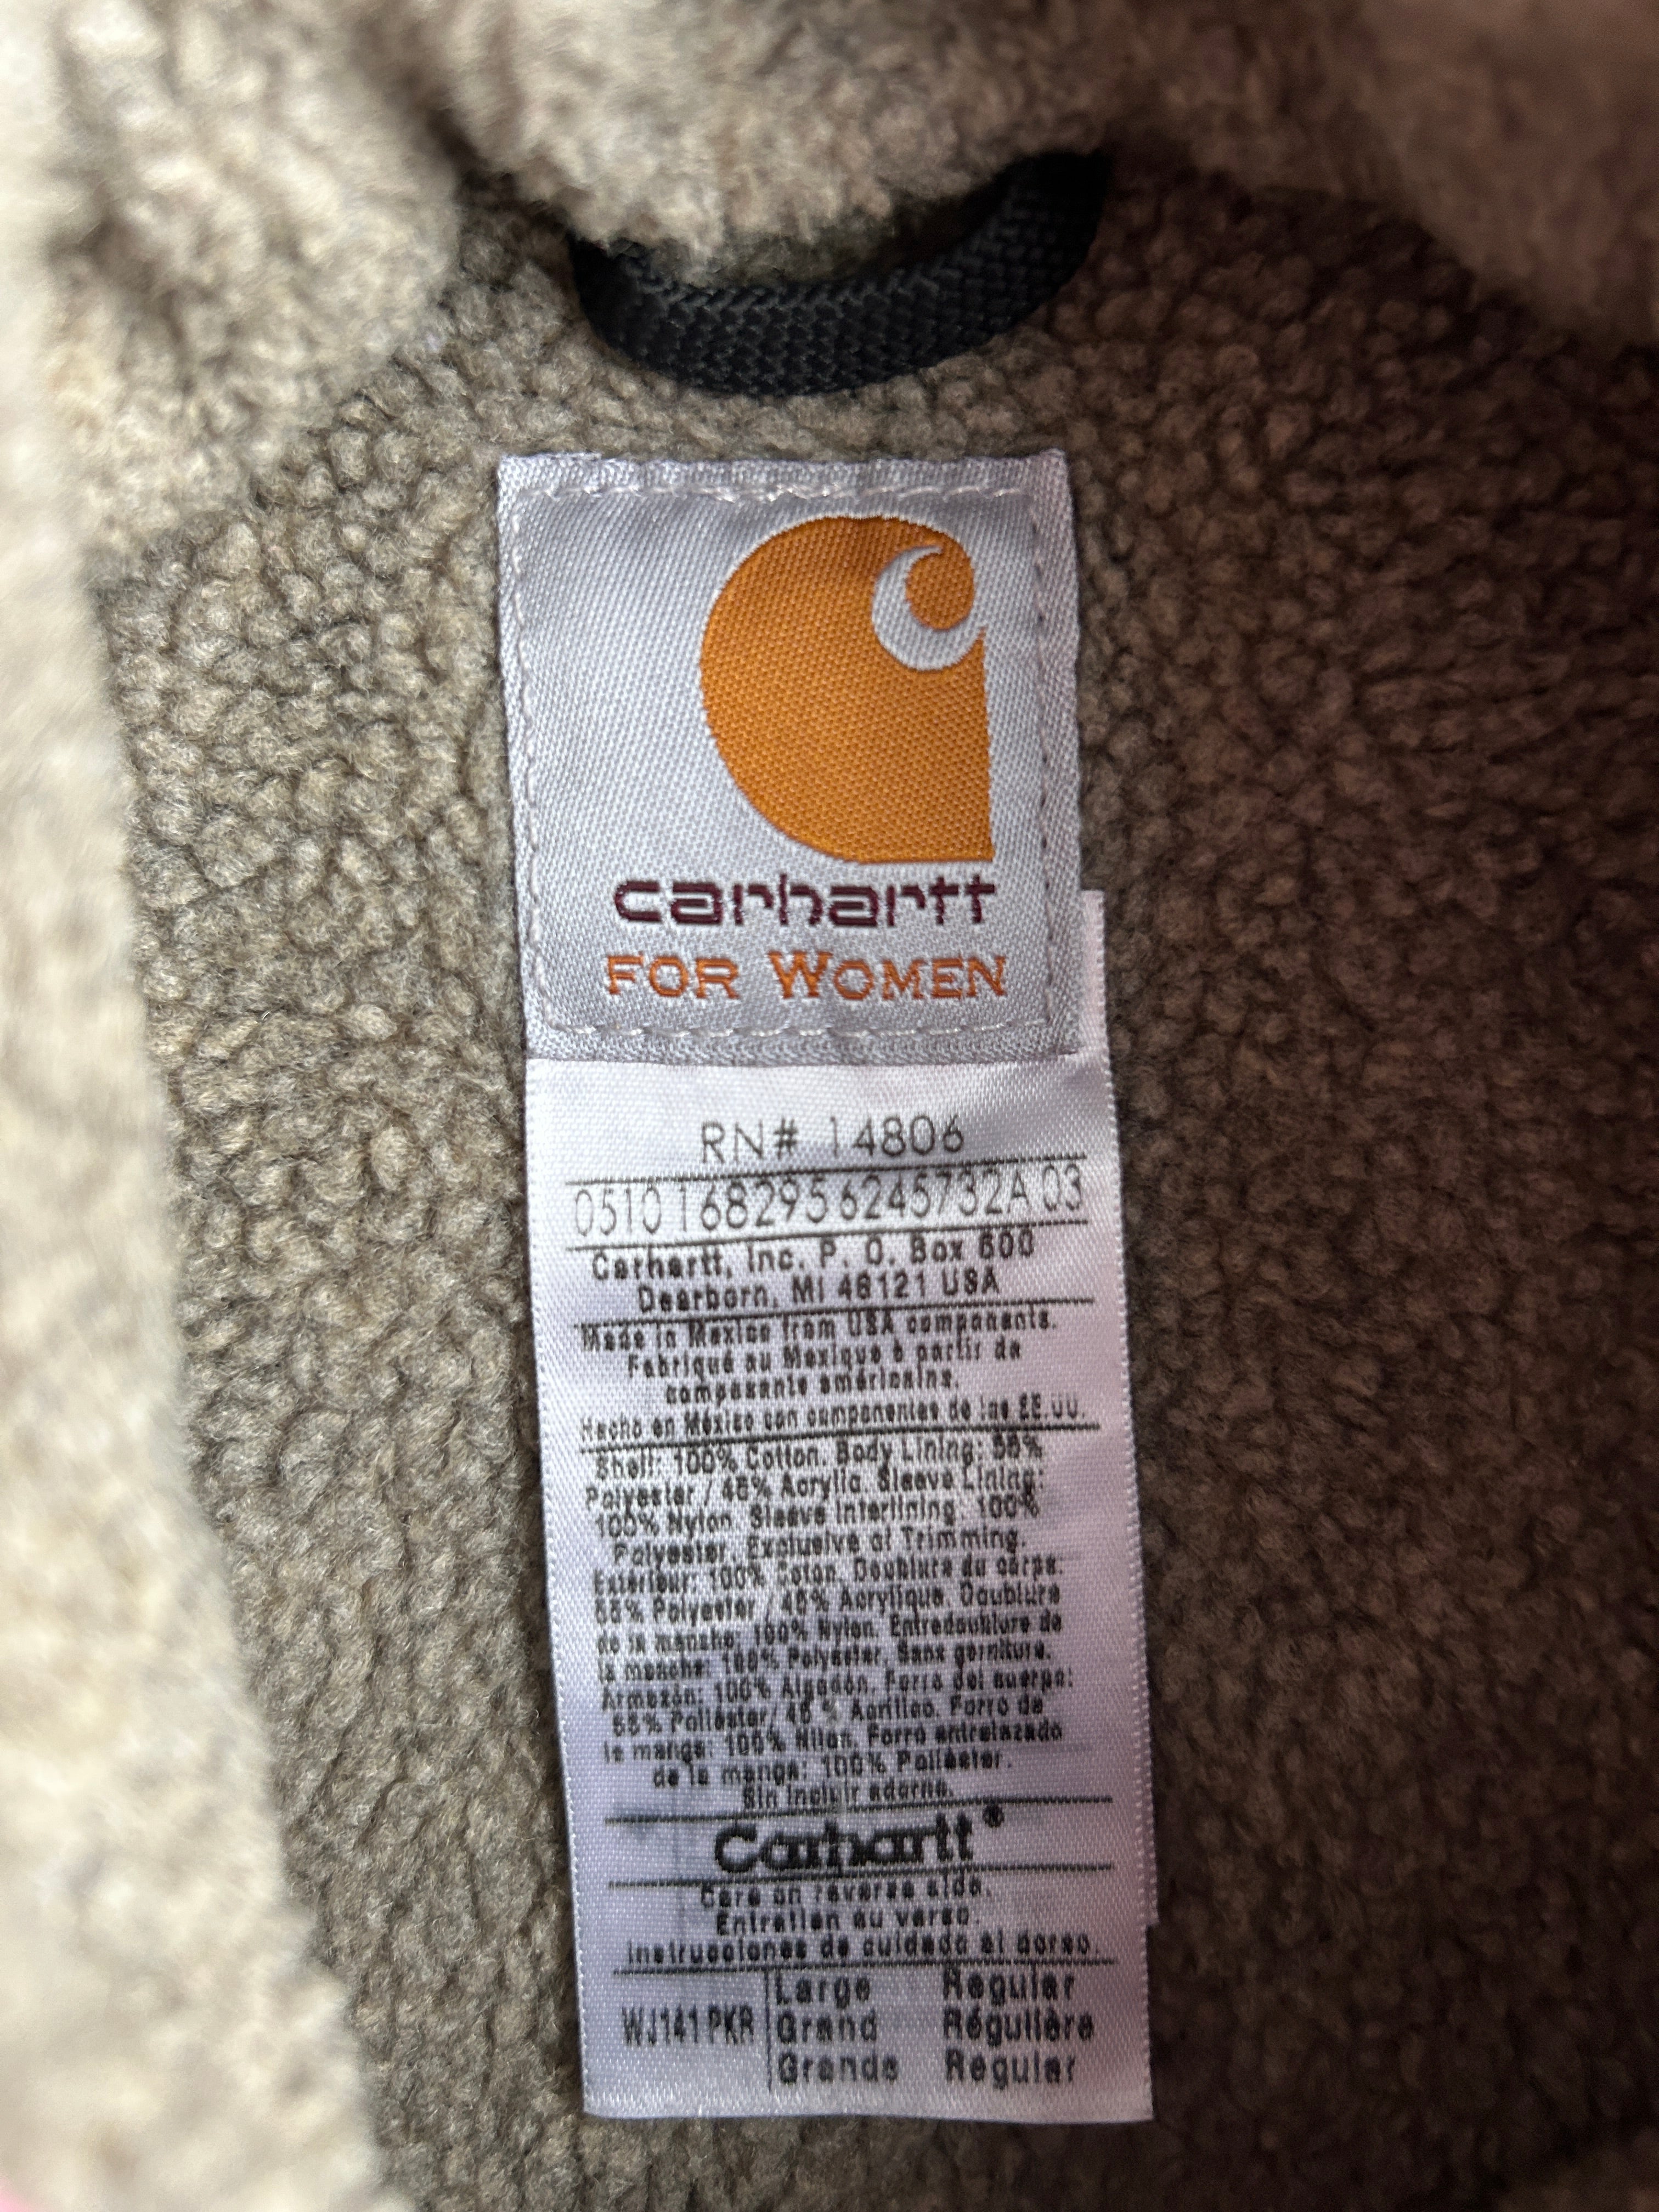 carhartt
FOR WOMEN
RN# 14806
0510 1682956245732A 03
Carhartt, Inc. P. O. Box 600
Dearborn, MI 48121 USA
Made in Mexico from USA components.
Fabriqué au Mexique à partir de
composants américains.
Hecho en México con componentes de los EE.UU.
Shell: 100% Cotton. Body Lining: 55%
Polyester / 45% Acrylic. Sleeve Lining:
100% Nylon. Sleeve Interlining. 100%
Polyester. Exclusive of Trimming.
Extérieur: 100% Coton. Doublure du corps:
55% Polyester / 45% Acrylique. Doublure
de la manche: 100% Nylon. Entredoublure de
la manche: 100% Polyester. Sans garniture.
Armazón: 100% Algodón. Forro del cuerpo:
55% Poliéster/ 45 % Acrílico. Forro de
la manga: 100% Nilon. Forro entrelazado
de la manga: 100% Poliéster.
Sin incluir adorno.
Carhartt®
Care on reverse side.
Entretien au verso.
Instrucciones de cuidado al dorso.
WJ141 PKR Large Regular
Grand Régulière
Grande Regular